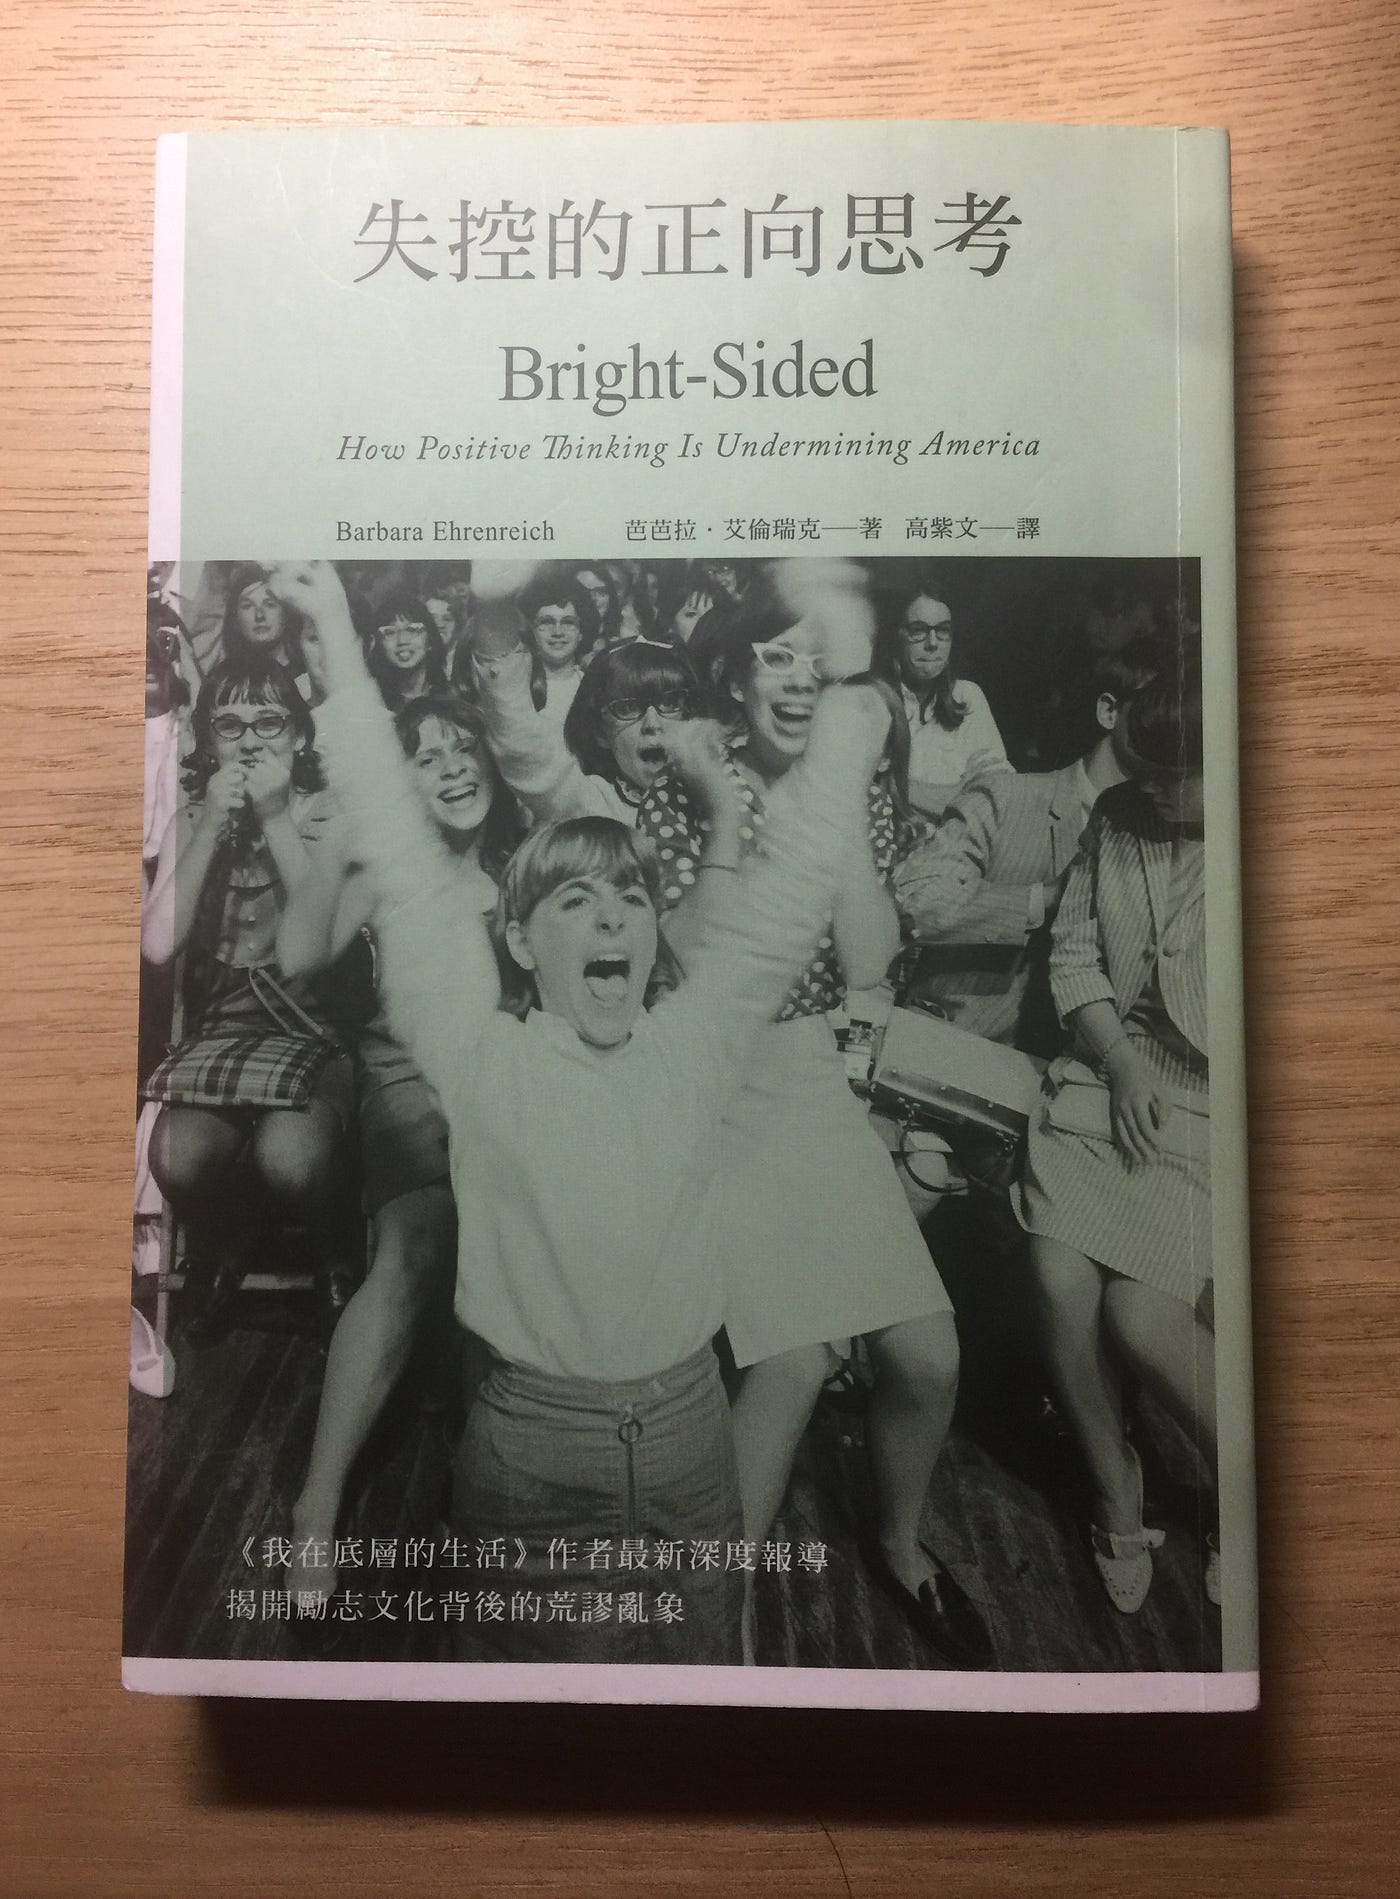 失控的正向思考
Bright-Sided
How Positive Thinking Is Undermining America
Barbara Ehrenreich 芭芭拉·艾倫瑞克──著 高紫文──譯
《我在底層的生活》作者最新深度報導
揭開勵志文化背後的荒謬亂象